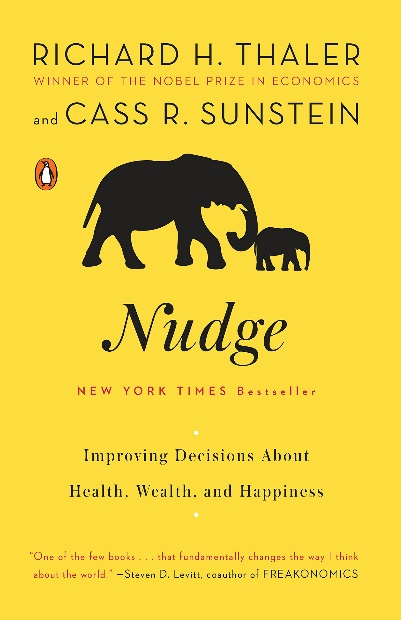 RICHARD H. THALER
WINNER OF THE NOBEL PRIZE IN ECONOMICS
and CASS R. SUNSTEIN
Nudge
NEW YORK TIMES Bestseller
Improving Decisions About
Health, Wealth, and Happiness
"One of the few books . . . that fundamentally changes the way I think
about the world." —Steven D. Levitt, coauthor of FREAKONOMICS